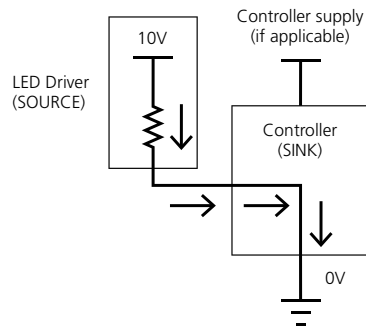 Controller supply
(if applicable)
10V
LED Driver
(SOURCE)
Controller
(SINK)
0V